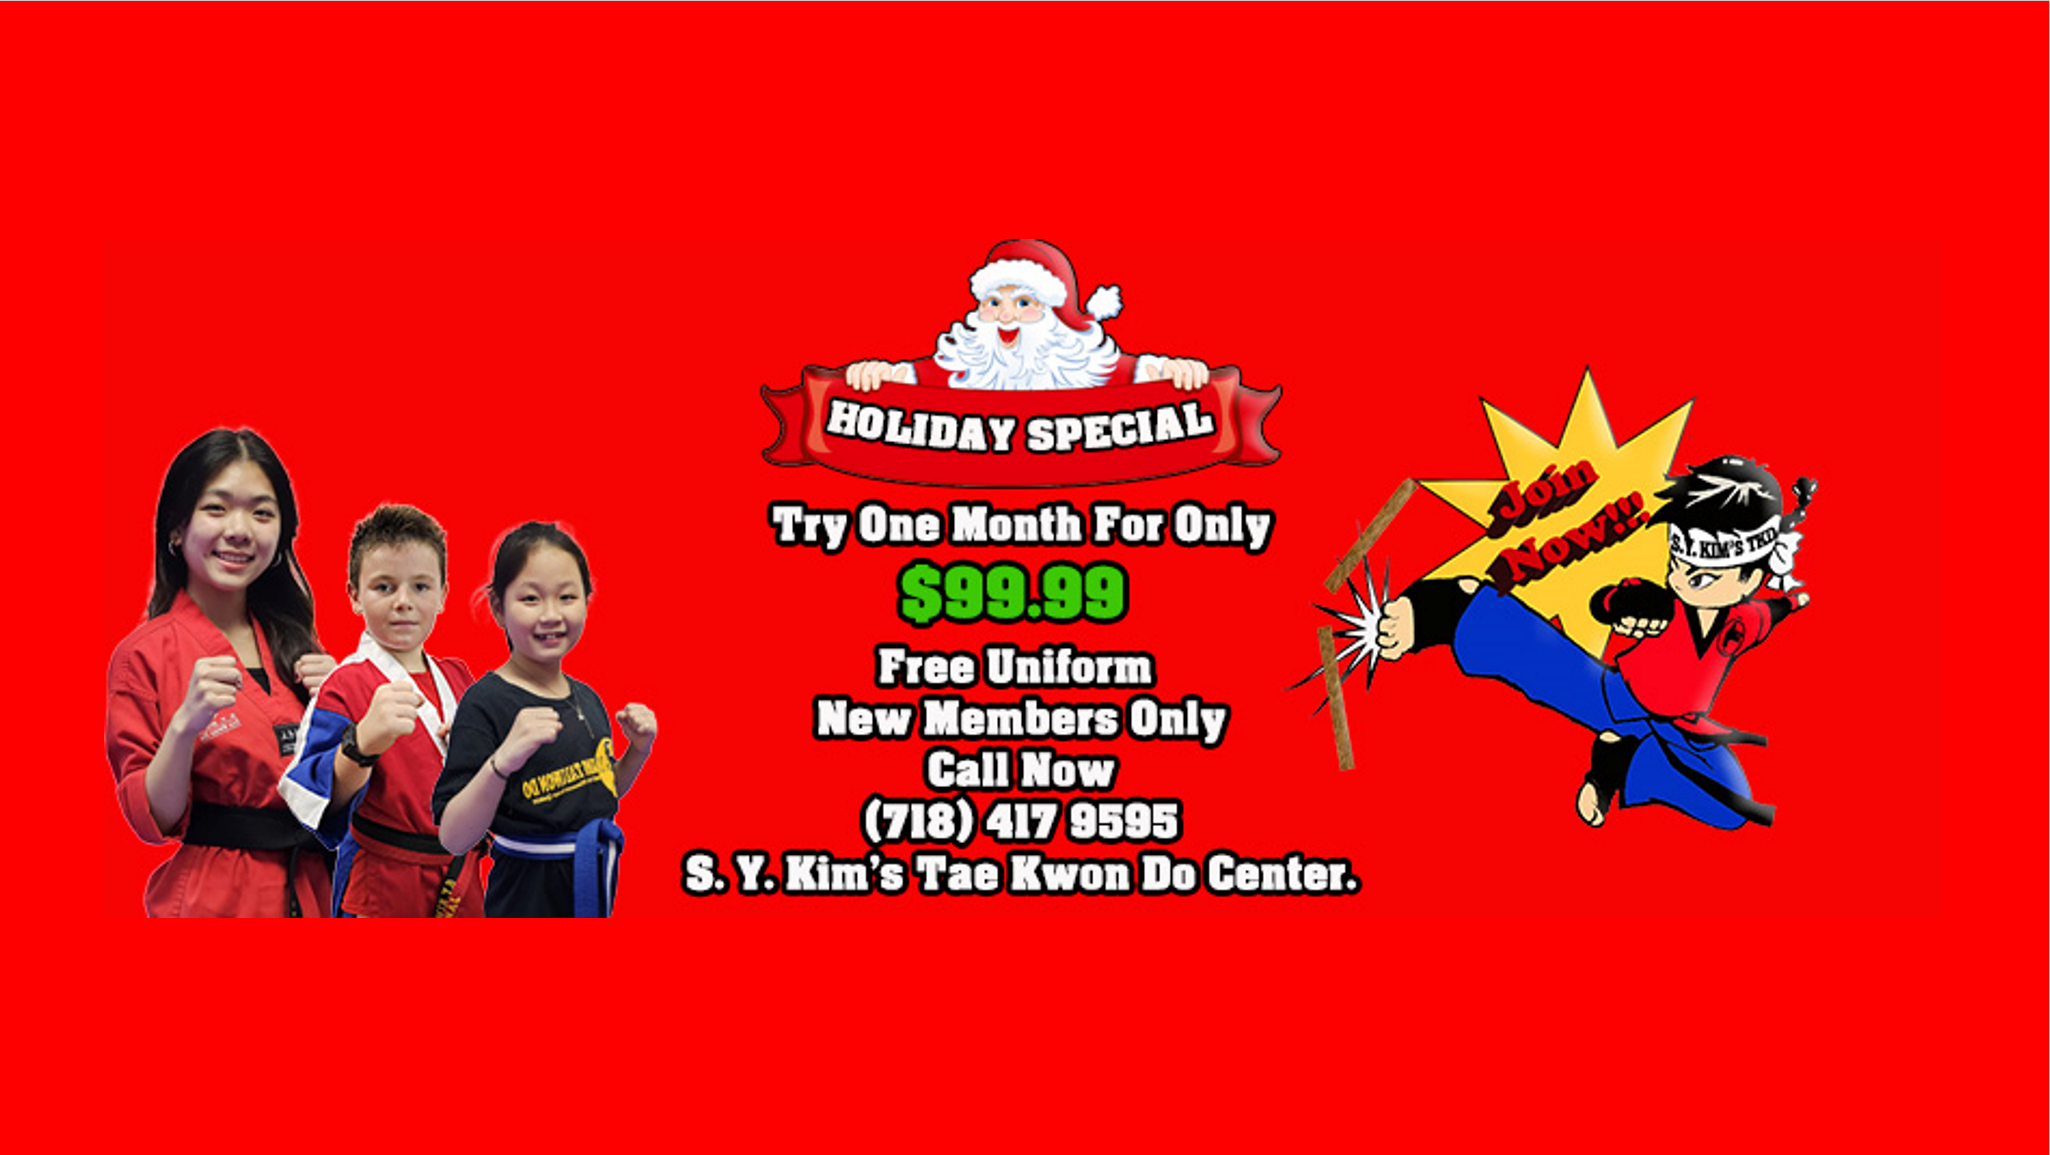 HOLIDAY SPECIAL
Try One Month For Only
$99.99
Free Uniform
New Members Only
Call Now
(718) 417 9595
S. Y. Kim's Tae Kwon Do Center.
Join
Now!!!
S.Y. KIM'S TKD